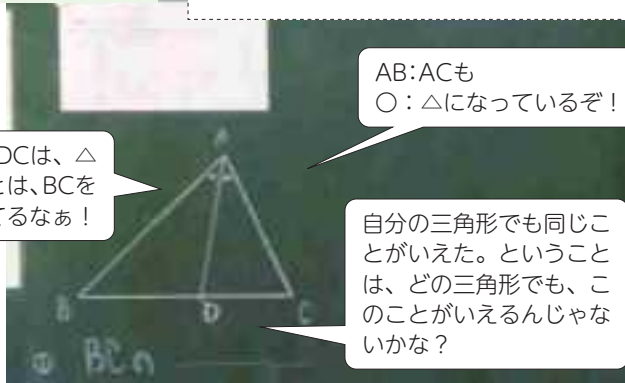 AB:ACも
○：△になっているぞ！
DCは、△
とは、BCを
てるなぁ！
自分の三角形でも同じこ
とがいえた。ということ
は、どの三角形でも、こ
のことがいえるんじゃな
いかな？
A
B D C
BCの